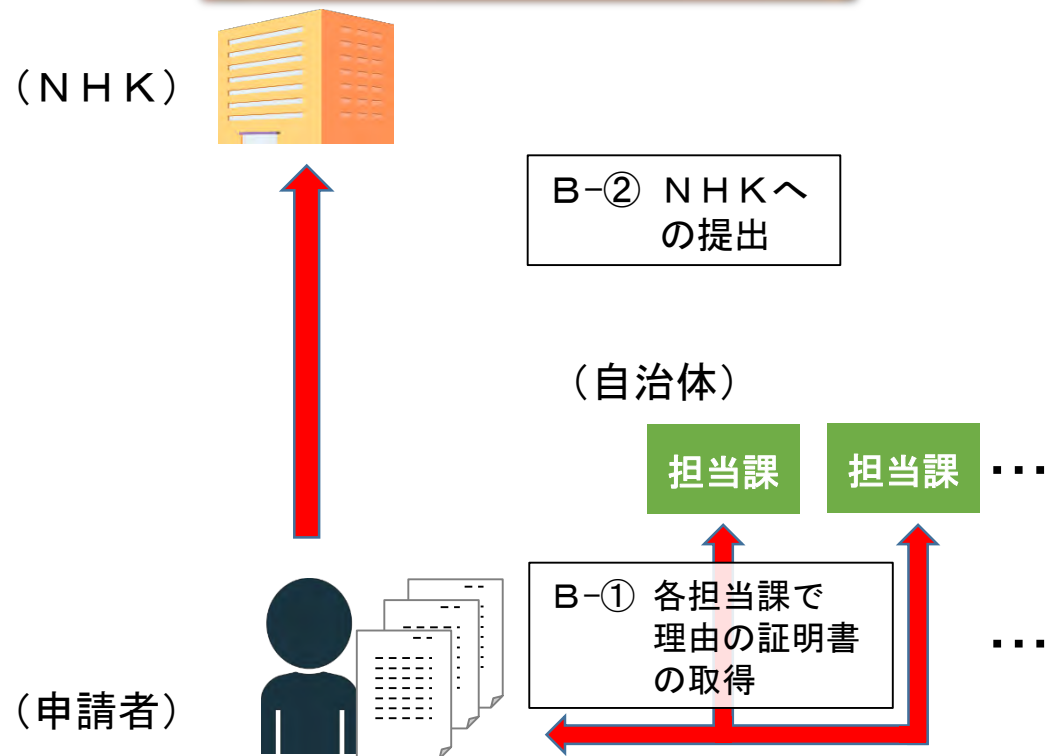 （ＮＨＫ）
Ｂ-② ＮＨＫへ
の提出
（自治体）
担当課
担当課
…
Ｂ-① 各担当課で
理由の証明書
の取得
…
（申請者）